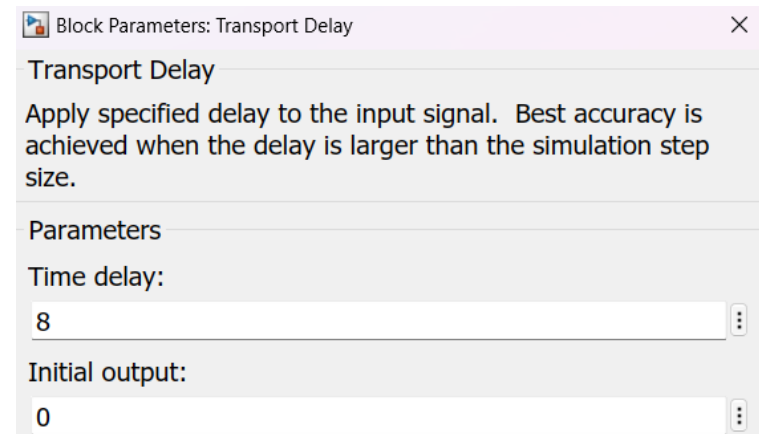 Block Parameters: Transport Delay
Transport Delay
Apply specified delay to the input signal.  Best accuracy is
achieved when the delay is larger than the simulation step
size.
Parameters
Time delay:
8
Initial output:
0